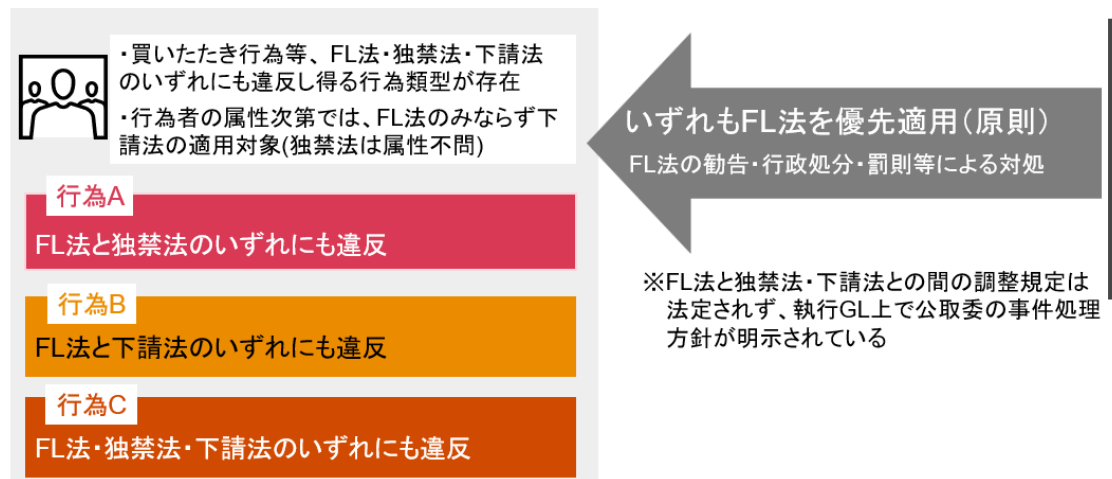 ・買いたたき行為等、FL法・独禁法・下請法
のいずれにも違反し得る行為類型が存在
・行為者の属性次第では、FL法のみならず下
請法の適用対象(独禁法は属性不問)
行為A
FL法と独禁法のいずれにも違反
行為B
FL法と下請法のいずれにも違反
行為C
FL法・独禁法・下請法のいずれにも違反
いずれもFL法を優先適用（原則）
FL法の勧告・行政処分・罰則等による対処
※FL法と独禁法・下請法との間の調整規定は
法定されず、執行GL上で公取委の事件処理
方針が明示されている